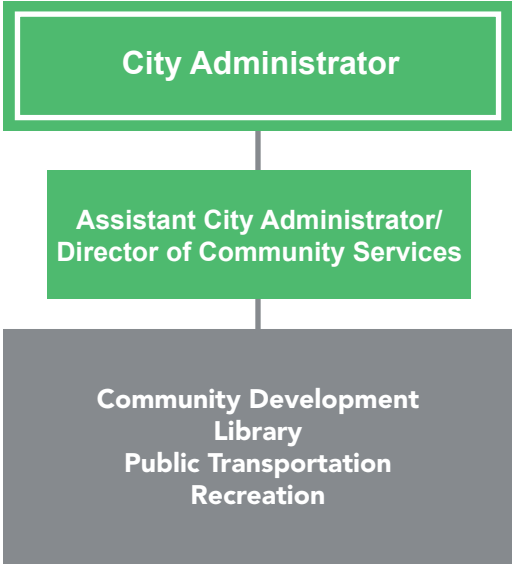 City Administrator
Assistant City Administrator/
Director of Community Services
Community Development
Library
Public Transportation
Recreation